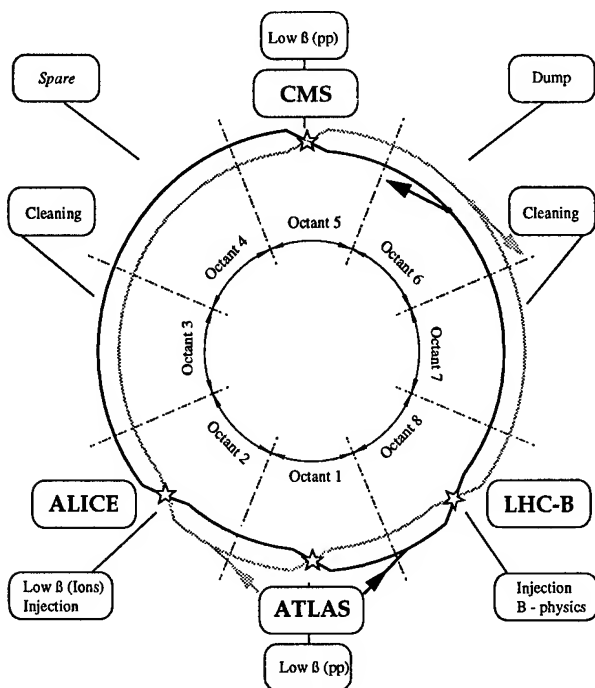 Low ß (pp)
CMS
Spare
Dump
Cleaning
Cleaning
Octant 5
Octant 4
Octant 6
Octant 3
Octant 7
Octant 2
Octant 8
Octant 1
ALICE
LHC-B
Low ß (Ions)
Injection
Injection
B - physics
ATLAS
Low ß (pp)